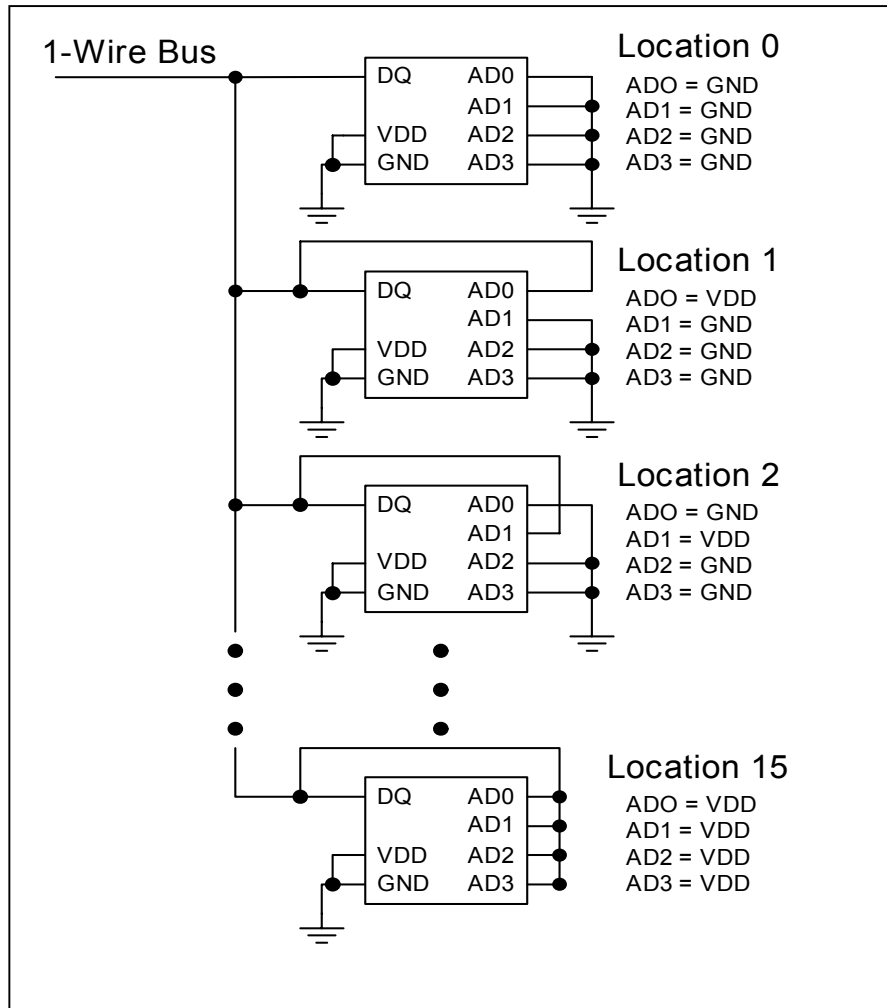 1-Wire Bus
DQ AD0
AD1
VDD AD2
GND AD3
Location 0
ADO = GND
AD1 = GND
AD2 = GND
AD3 = GND
DQ AD0
AD1
VDD AD2
GND AD3
Location 1
ADO = VDD
AD1 = GND
AD2 = GND
AD3 = GND
DQ AD0
AD1
VDD AD2
GND AD3
Location 2
ADO = GND
AD1 = VDD
AD2 = GND
AD3 = GND
DQ AD0
AD1
VDD AD2
GND AD3
Location 15
ADO = VDD
AD1 = VDD
AD2 = VDD
AD3 = VDD